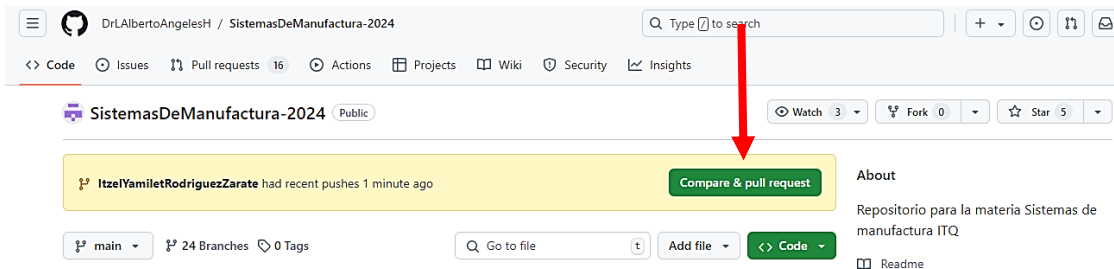 DrLAlbertoAngelesH / SistemasDeManufactura-2024 Type / to search
Code Issues Pull requests 16 Actions Projects Wiki Security Insights
SistemasDeManufactura-2024 Public Watch 3 Fork 0 Star 5
ItzelYamiletRodriguezZarate had recent pushes 1 minute ago Compare & pull request
About
Repositorio para la materia Sistemas de
manufactura ITQ
main 24 Branches 0 Tags Go to file t Add file Code
Readme